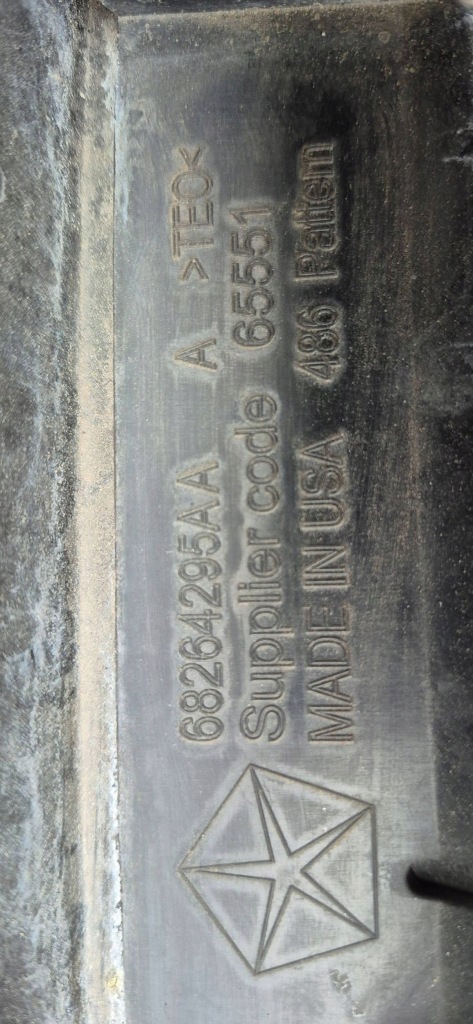 68264295AA A >TEO<
Supplier code 65551
MADE IN USA 486 Pattern